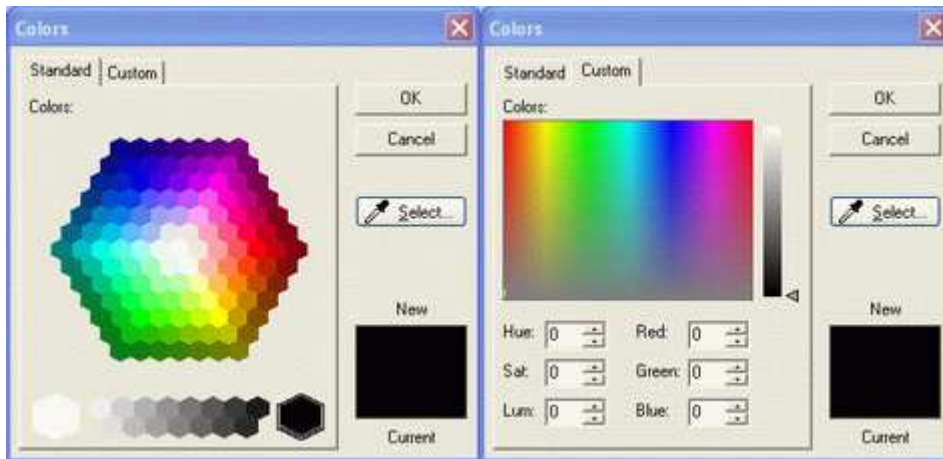 Colors
Standard
Custom
Colors:
OK
Cancel
Select...
New
Current
Colors
Standard
Custom
Colors:
OK
Cancel
Select...
New
Hue: 0
Red: 0
Sat: 0
Green: 0
Lum: 0
Blue: 0
Current